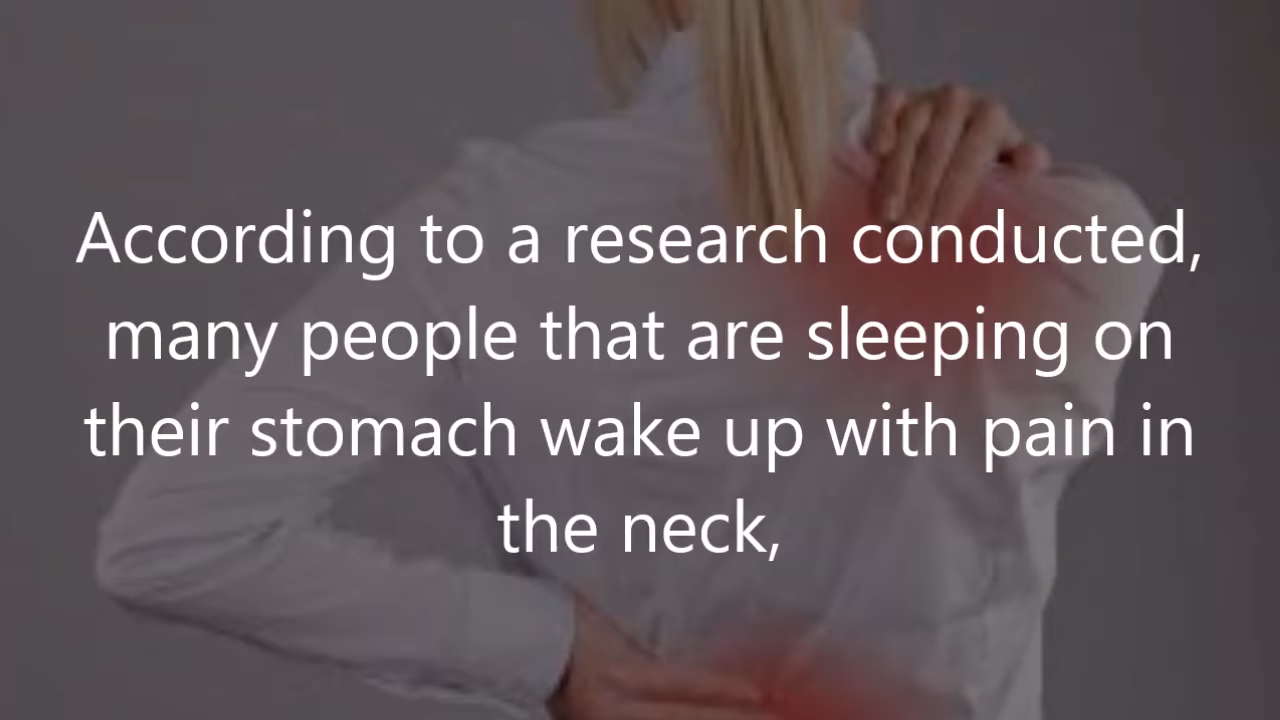 According to a research conducted,
many people that are sleeping on
their stomach wake up with pain in
the neck,